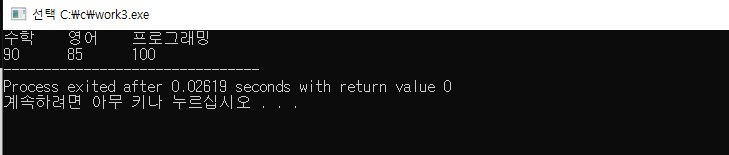 선택 C:\c\work3.exe
수학 영어 프로그래밍
90 85 100
--------------------------------
Process exited after 0.02619 seconds with return value 0
계속하려면 아무 키나 누르십시오 . . .